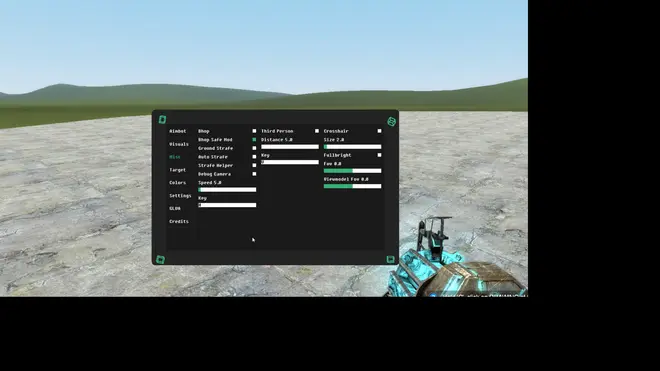 Aimbot
Visuals
Misc
Target
Colors
Settings
GLUA
Credits
Bhop
Bhop Safe Mod
Ground Strafe
Auto Strafe
Strafe Helper
Debug Camera
Speed 5.0
Key
Third Person
Distance 5.0
Key
Crosshair
Size 2.0
Fullbright
Fov 0.0
Viewmodel Fov 0.0